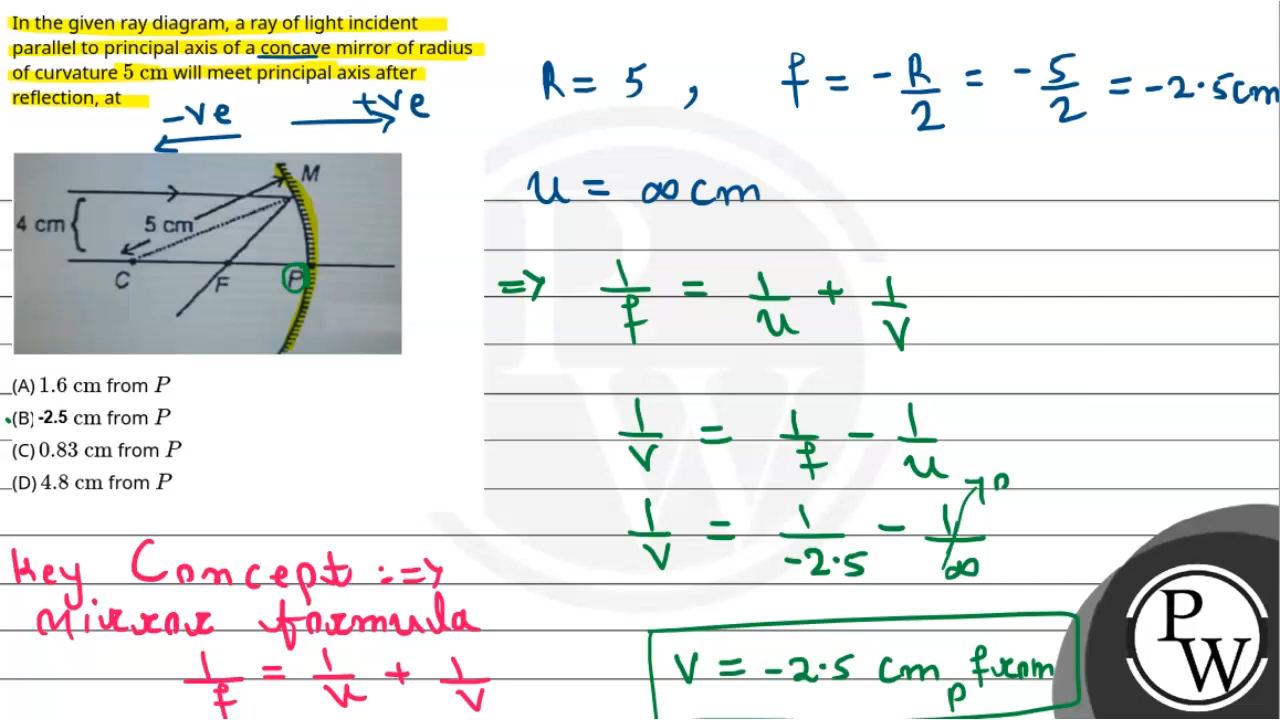 In the given ray diagram, a ray of light incident
parallel to principal axis of a concave mirror of radius
of curvature 5 cm will meet principal axis after
reflection, at
-ve +ve
M
4 cm { 5 cm
C F P
(A) 1.6 cm from P
(B) -2.5 cm from P
(C) 0.83 cm from P
(D) 4.8 cm from P
Key Concept :⇒
Mirror formula
1/f = 1/u + 1/v
R = 5 , f = -R/2 = -5/2 = -2.5cm
u = ∞ cm
⇒ 1/f = 1/u + 1/v
1/v = 1/f - 1/u
1/v = 1/-2.5 - 1/∞ → 0
v = -2.5 cm from P
PW
PW